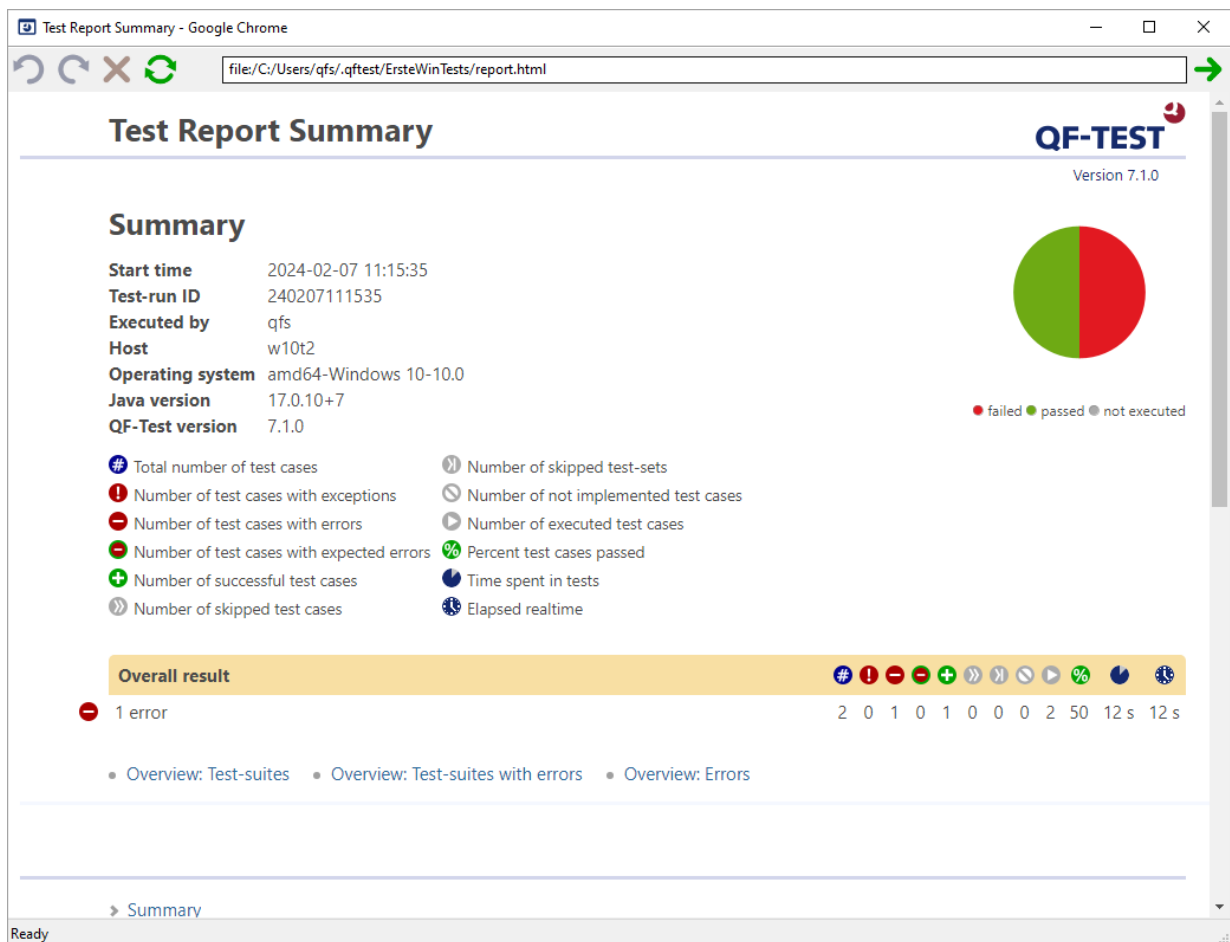 Test Report Summary - Google Chrome
file:/C:/Users/qfs/.qftest/ErsteWinTests/report.html
Test Report Summary
QF-TEST
Version 7.1.0
Summary
Start time 2024-02-07 11:15:35
Test-run ID 240207111535
Executed by qfs
Host w10t2
Operating system amd64-Windows 10-10.0
Java version 17.0.10+7
QF-Test version 7.1.0
failed passed not executed
# Total number of test cases
Number of skipped test-sets
! Number of test cases with exceptions
Number of not implemented test cases
Number of test cases with errors
Number of executed test cases
Number of test cases with expected errors
% Percent test cases passed
Number of successful test cases
Time spent in tests
Number of skipped test cases
Elapsed realtime
Overall result # ! %
1 error 2 0 1 0 1 0 0 0 2 50 12 s 12 s
Overview: Test-suites Overview: Test-suites with errors Overview: Errors
Summary
Ready